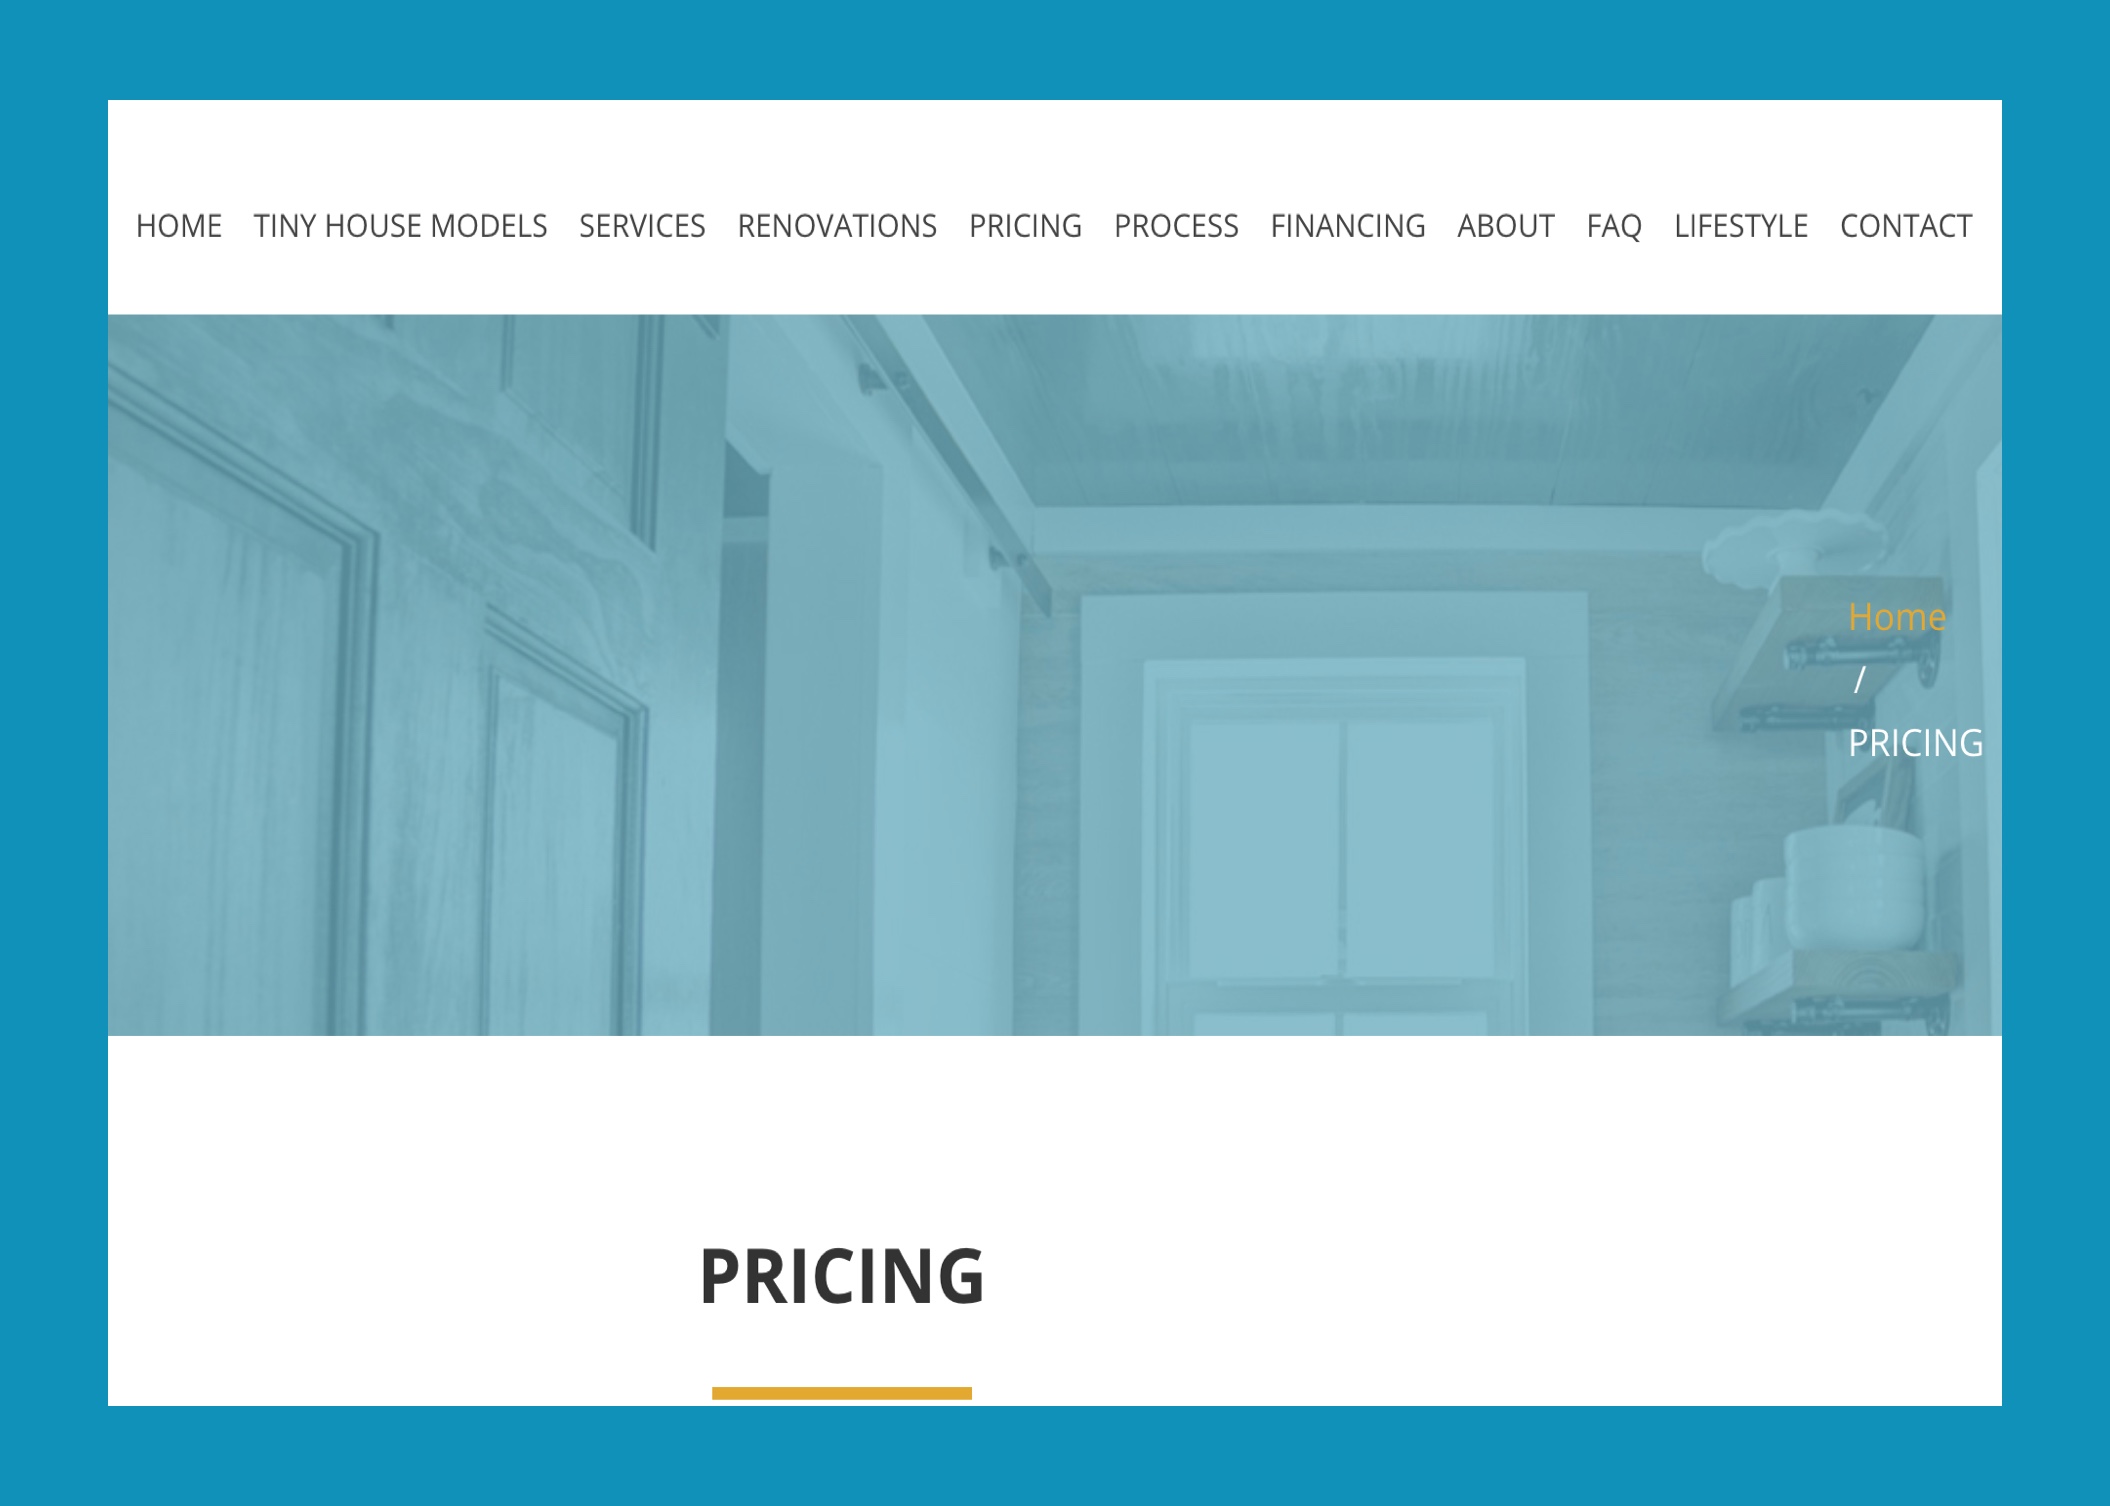 HOME TINY HOUSE MODELS SERVICES RENOVATIONS PRICING PROCESS FINANCING ABOUT FAQ LIFESTYLE CONTACT
Home
/
PRICING
PRICING